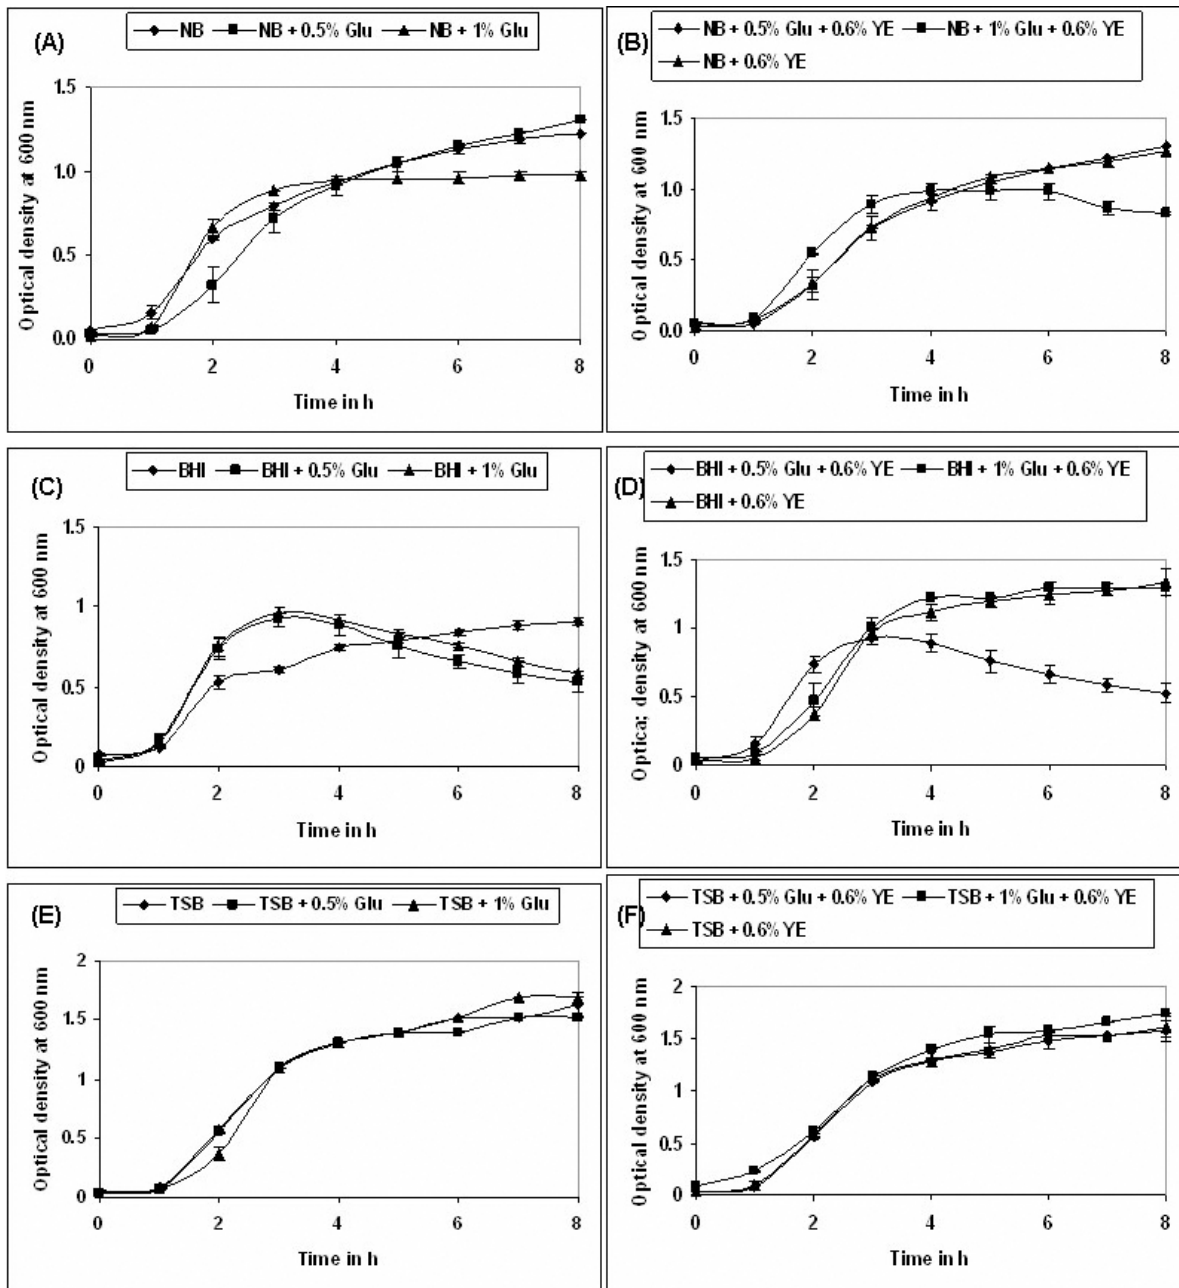 (A)
NB NB + 0.5% Glu NB + 1% Glu
Optical density at 600 nm
1.5
1.0
0.5
0.0
0 2 4 6 8
Time in h
(B)
NB + 0.5% Glu + 0.6% YE NB + 1% Glu + 0.6% YE
NB + 0.6% YE
Optical density at 600 nm
1.5
1.0
0.5
0.0
0 2 4 6 8
Time in h
(C)
BHI BHI + 0.5% Glu BHI + 1% Glu
Optical density at 600 nm
1.5
1
0.5
0
0 2 4 6 8
Time in h
(D)
BHI + 0.5% Glu + 0.6% YE BHI + 1% Glu + 0.6% YE
BHI + 0.6% YE
Optica; density at 600 nm
1.5
1
0.5
0
0 2 4 6 8
Time in h
(E)
TSB TSB + 0.5% Glu TSB + 1% Glu
Optical density at 600 nm
2
1.5
1
0.5
0
0 2 4 6 8
Time in h
(F)
TSB + 0.5% Glu + 0.6% YE TSB + 1% Glu + 0.6% YE
TSB + 0.6% YE
Optical density at 600 nm
2
1.5
1
0.5
0
0 2 4 6 8
Time in h